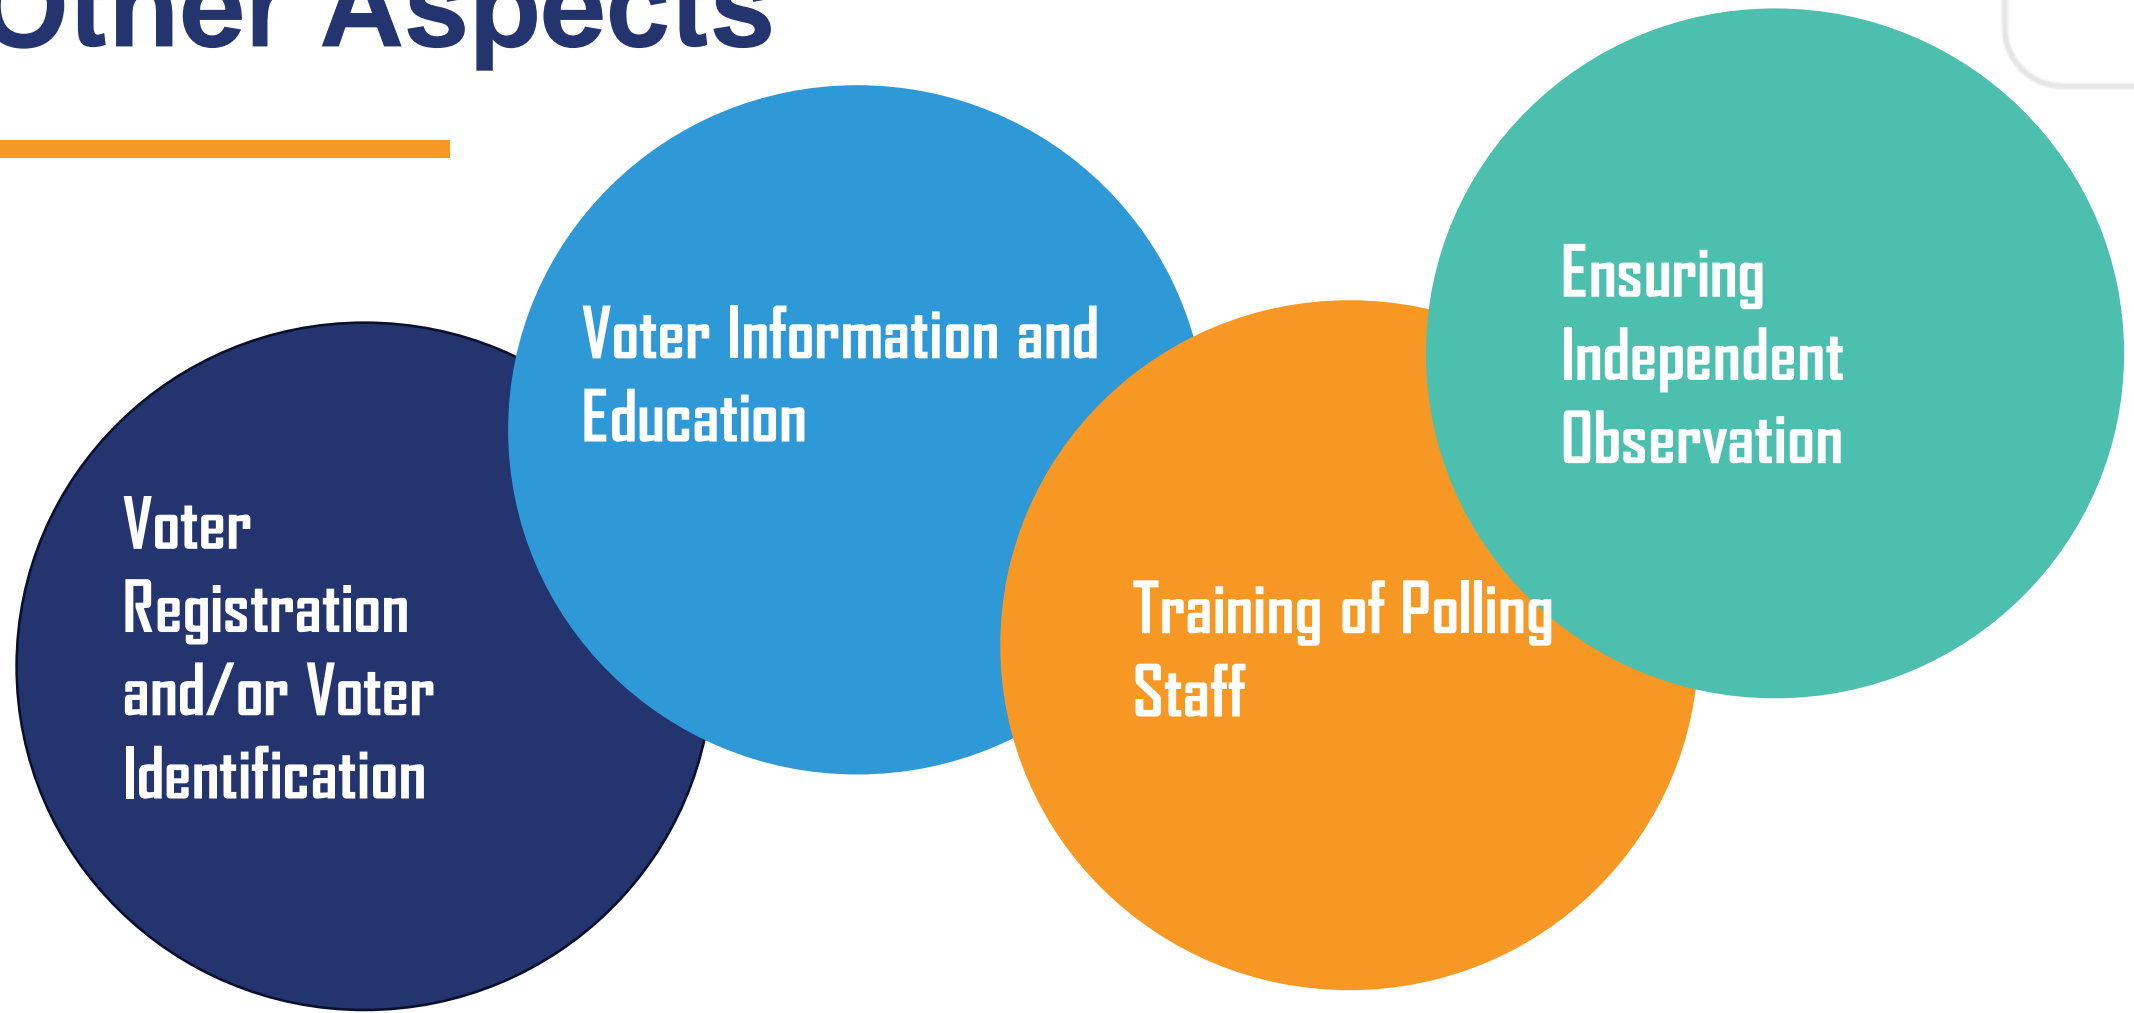 Other Aspects
Voter Information and
Education
Ensuring
Independent
Observation
Voter
Registration
and/or Voter
Identification
Training of Polling
Staff